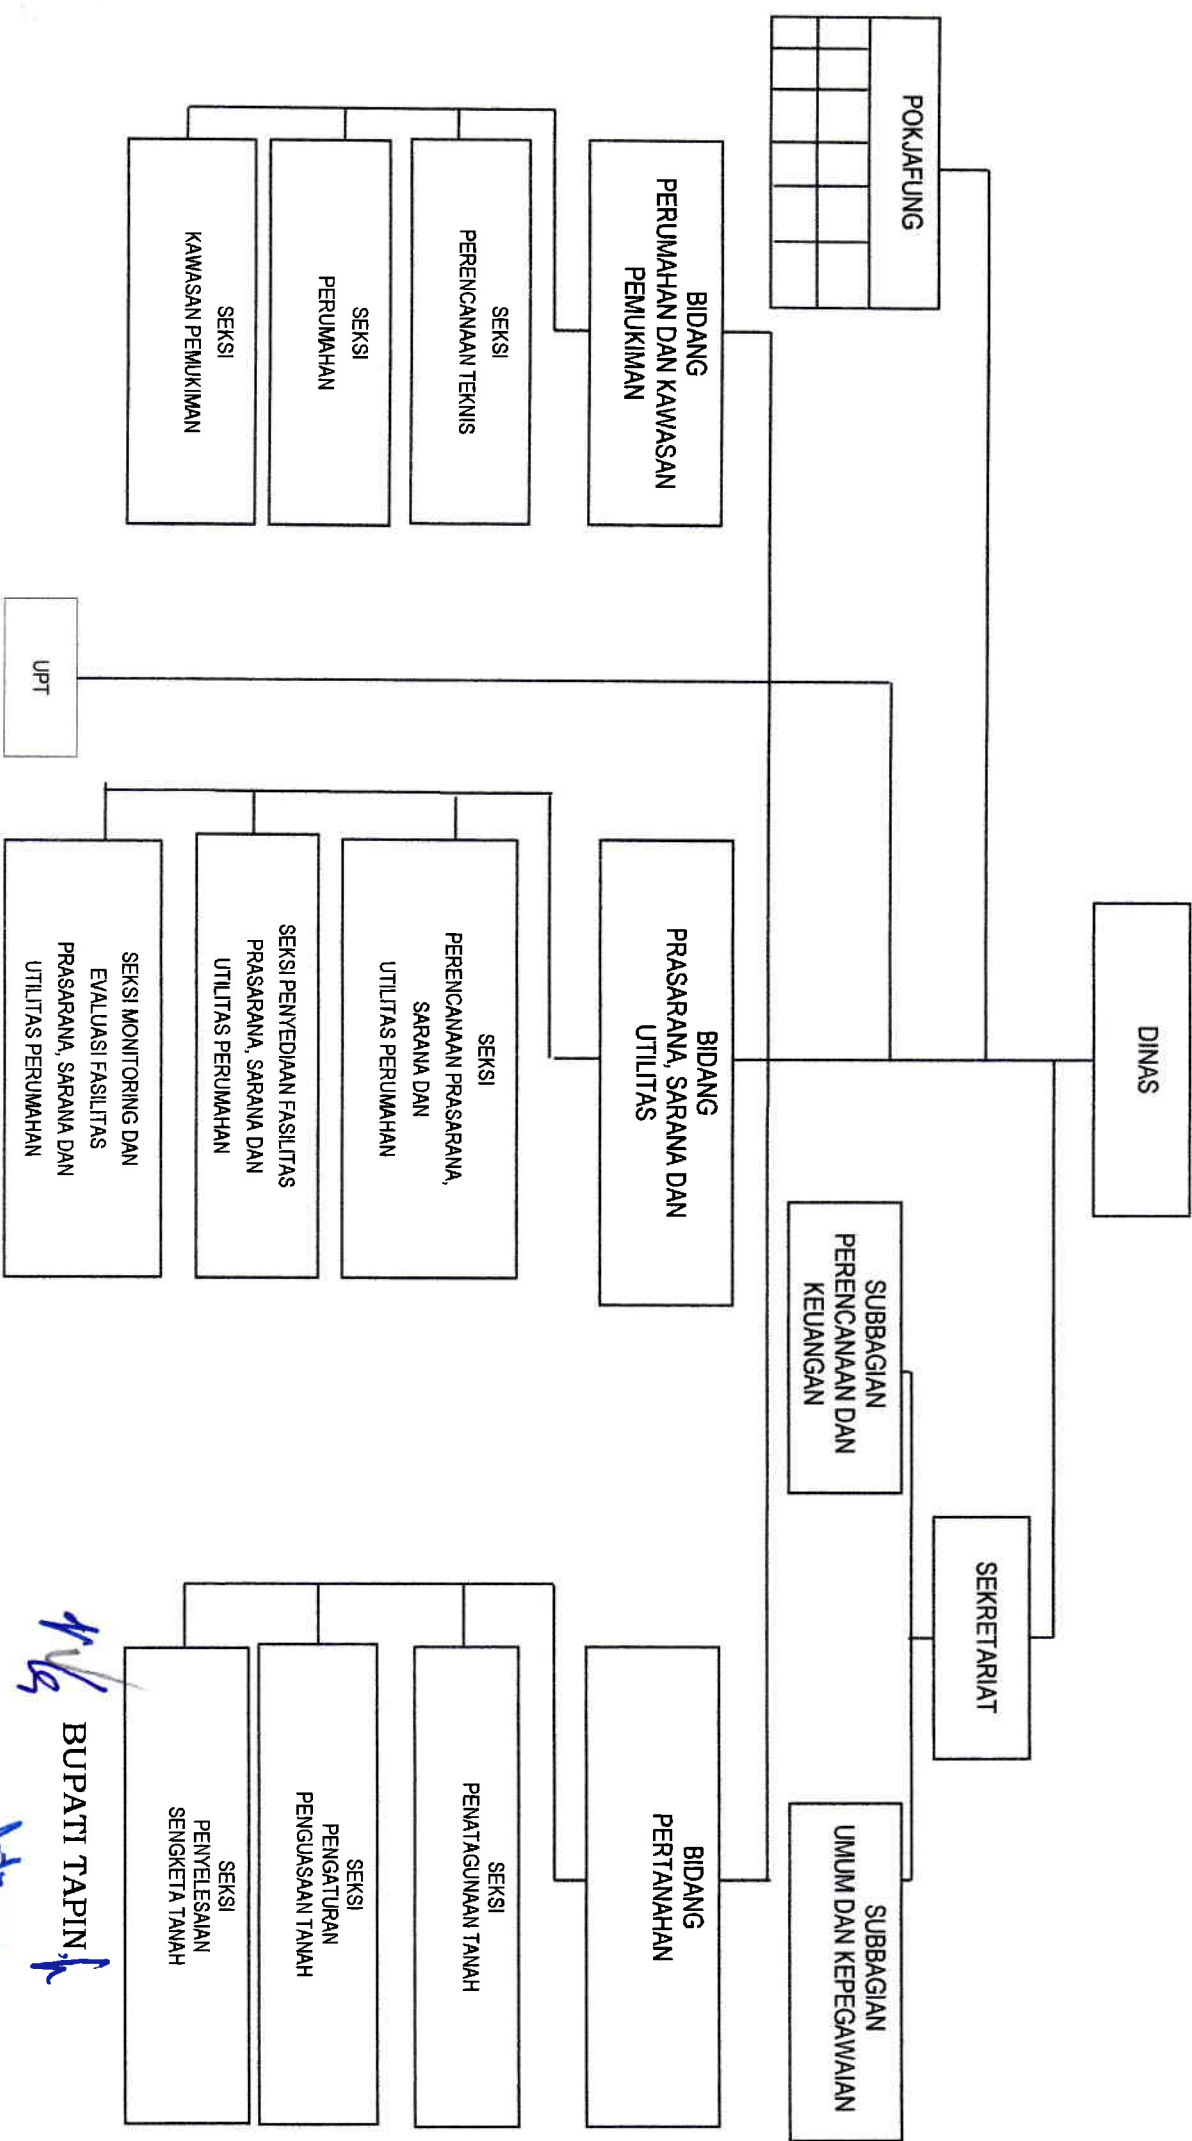 DINAS
SEKRETARIAT
SUBBAGIAN
PERENCANAAN DAN
KEUANGAN
SUBBAGIAN
UMUM DAN KEPEGAWAIAN
POKJAFUNG
BIDANG
PERUMAHAN DAN KAWASAN
PEMUKIMAN
SEKSI
PERENCANAAN TEKNIS
SEKSI
PERUMAHAN
SEKSI
KAWASAN PEMUKIMAN
UPT
BIDANG
PRASARANA, SARANA DAN
UTILITAS
SEKSI
PERENCANAAN PRASARANA,
SARANA DAN
UTILITAS PERUMAHAN
SEKSI PENYEDIAAN FASILITAS
PRASARANA, SARANA DAN
UTILITAS PERUMAHAN
SEKSI MONITORING DAN
EVALUASI FASILITAS
PRASARANA, SARANA DAN
UTILITAS PERUMAHAN
BIDANG
PERTANAHAN
SEKSI
PENATAGUNAAN TANAH
SEKSI
PENGATURAN
PENGUASAAN TANAH
SEKSI
PENYELESAIAN
SENGKETA TANAH
BUPATI TAPIN,